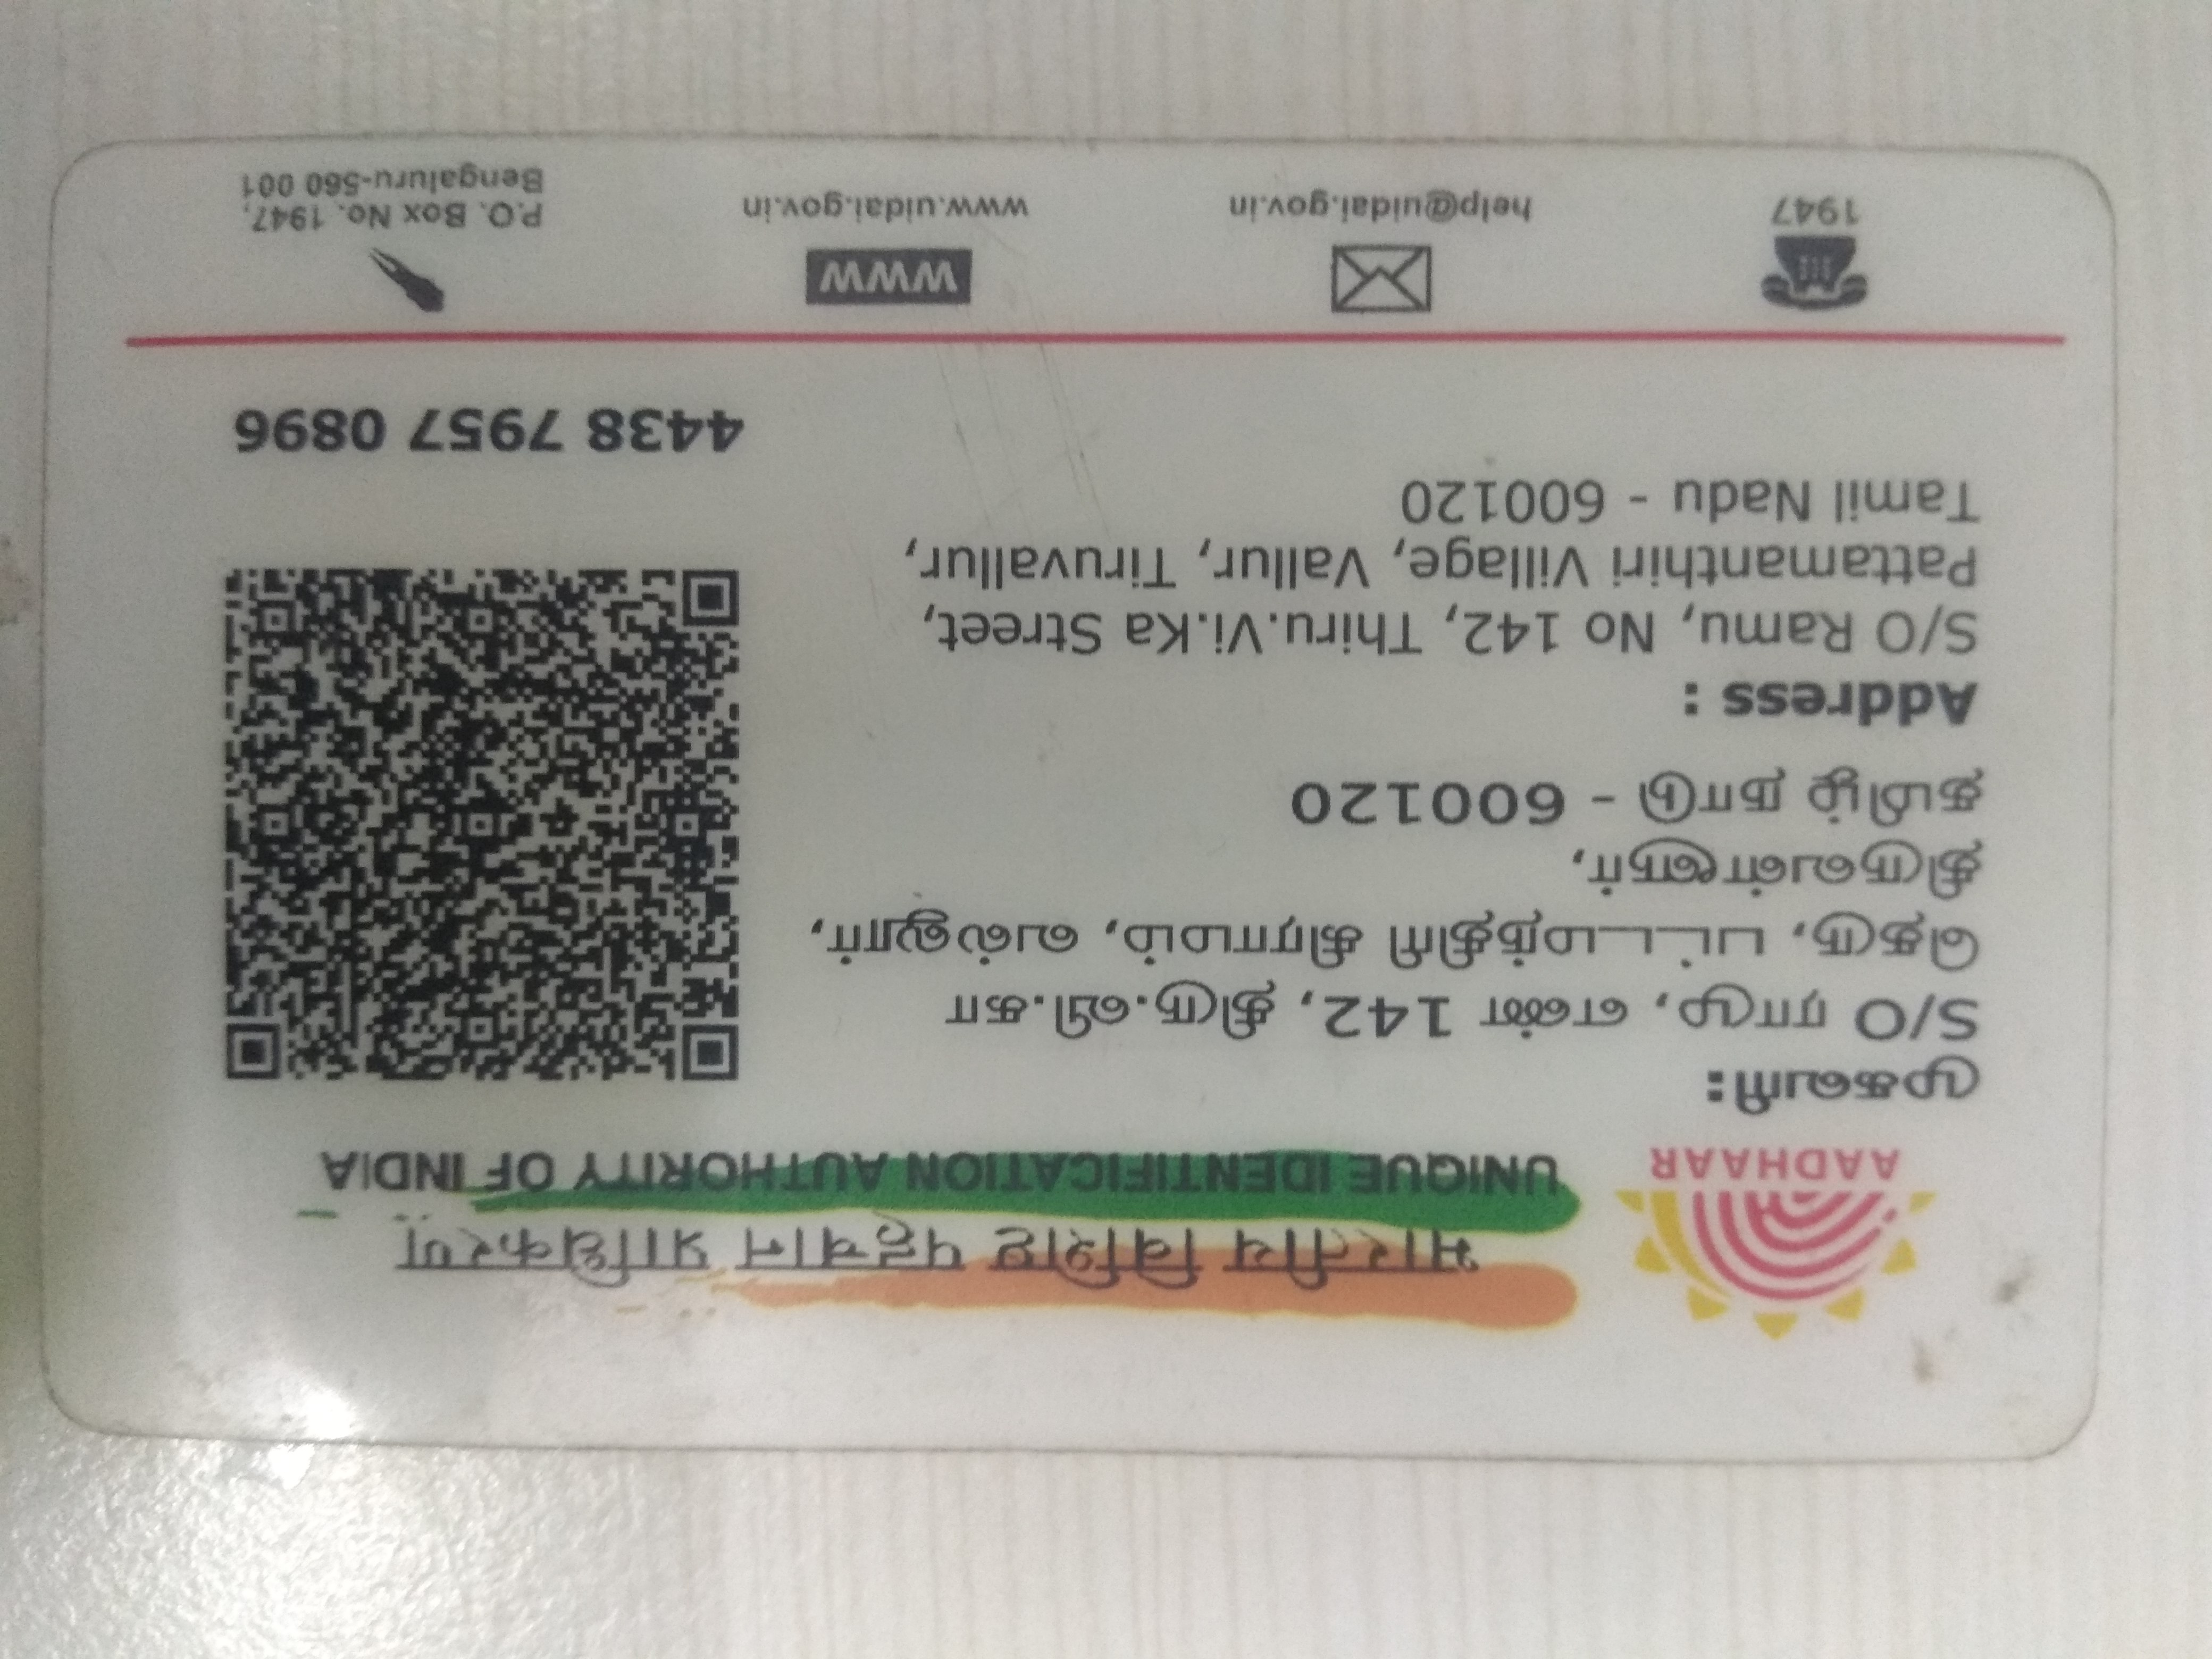 भारतीय विशिष्ट पहचान प्राधिकरण
UNIQUE IDENTIFICATION AUTHORITY OF INDIA
AADHAAR
முகவரி:
S/O ராமு, எண் 142, திரு.வி.கா
தெரு, பட்டமந்திரி கிராமம், வல்லூர்,
திருவள்ளூர்,
தமிழ் நாடு - 600120
Address :
S/O Ramu, No 142, Thiru.Vi.Ka Street,
Pattamanthiri Village, Vallur, Tiruvallur,
Tamil Nadu - 600120
4438 7957 0896
1947
help@uidai.gov.in
WWW
www.uidai.gov.in
P.O. Box No. 1947,
Bengaluru-560 001